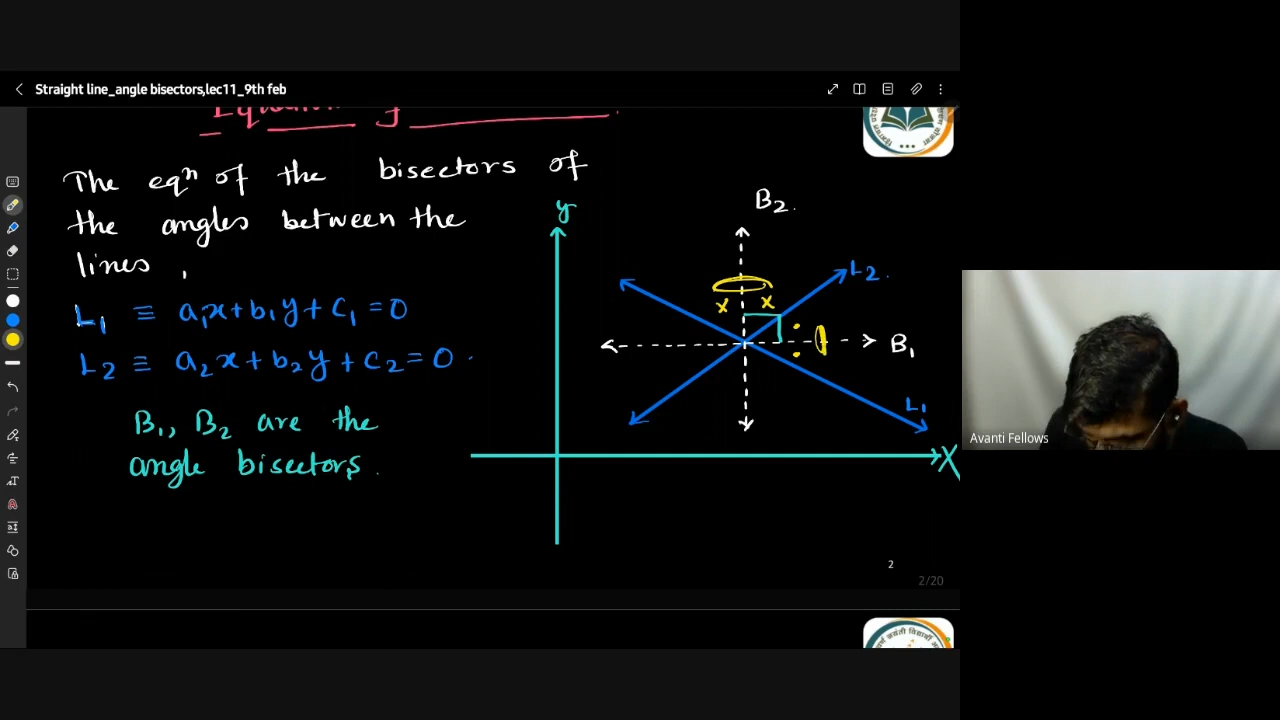 Straight line_angle bisectors,lec11_9th feb
The eqⁿ of the bisectors of
the angles between the
lines,
L₁ ≡ a₁x+b₁y+c₁=0
L₂ ≡ a₂x+b₂y+c₂=0.
B₁, B₂ are the
angle bisectors.
y
B₂.
L₂.
x x
B₁
L₁
X
2
2/20
Avanti Fellows